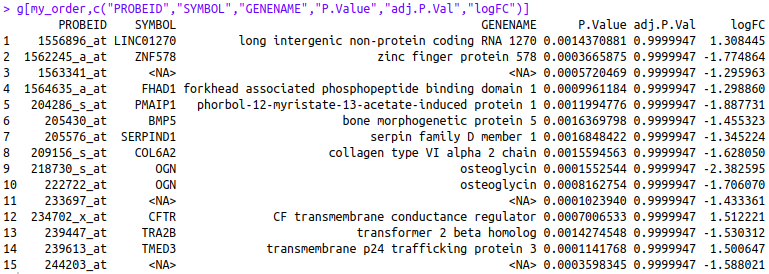 > g[my_order,c("PROBEID","SYMBOL","GENENAME","P.Value","adj.P.Val","logFC")]
PROBEID SYMBOL GENENAME P.Value adj.P.Val logFC
1 1556896_at LINC01270 long intergenic non-protein coding RNA 1270 0.0014370881 0.9999947 1.308445
2 1562245_a_at ZNF578 zinc finger protein 578 0.0003665875 0.9999947 -1.774864
3 1563341_at <NA> <NA> 0.0005720469 0.9999947 -1.295963
4 1564635_a_at FHAD1 forkhead associated phosphopeptide binding domain 1 0.0009961184 0.9999947 -1.298860
5 204286_s_at PMAIP1 phorbol-12-myristate-13-acetate-induced protein 1 0.0011994776 0.9999947 -1.887731
6 205430_at BMP5 bone morphogenetic protein 5 0.0016369798 0.9999947 -1.455323
7 205576_at SERPIND1 serpin family D member 1 0.0016848422 0.9999947 -1.345224
8 209156_s_at COL6A2 collagen type VI alpha 2 chain 0.0015594563 0.9999947 -1.628050
9 218730_s_at OGN osteoglycin 0.0001552544 0.9999947 -2.382595
10 222722_at OGN osteoglycin 0.0008162754 0.9999947 -1.706070
11 233697_at <NA> <NA> 0.0001023940 0.9999947 -1.433361
12 234702_x_at CFTR CF transmembrane conductance regulator 0.0007006533 0.9999947 1.512221
13 239447_at TRA2B transformer 2 beta homolog 0.0014274548 0.9999947 -1.530312
14 239613_at TMED3 transmembrane p24 trafficking protein 3 0.0001141768 0.9999947 1.500647
15 244203_at <NA> <NA> 0.0003598345 0.9999947 -1.588021